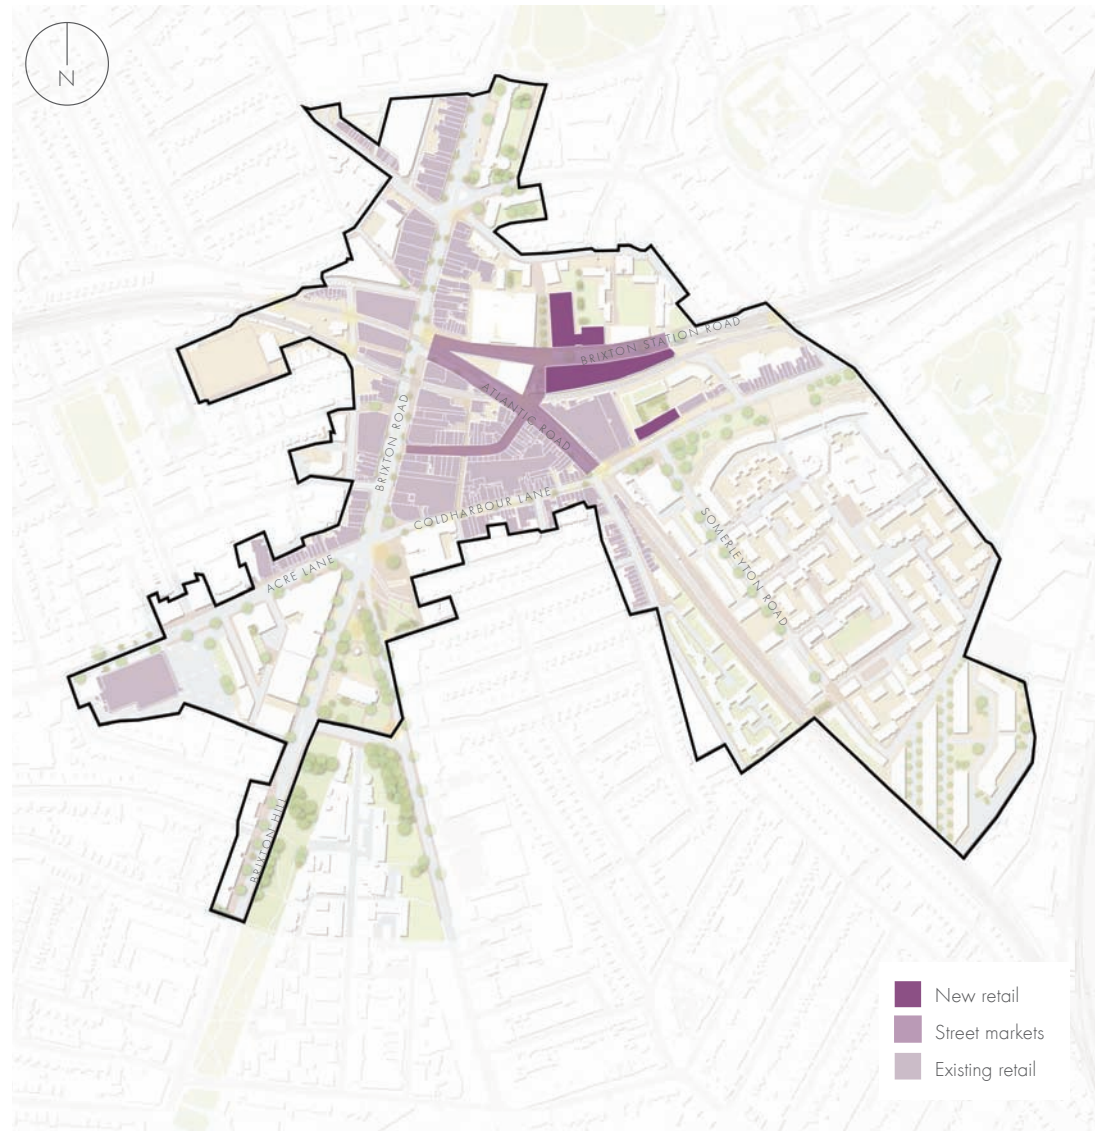 N
BRIXTON STATION ROAD
ATLANTIC ROAD
BRIXTON ROAD
COLDHARBOUR LANE
ACRE LANE
SOMERLEYTON ROAD
BRIXTON HILL
New retail
Street markets
Existing retail